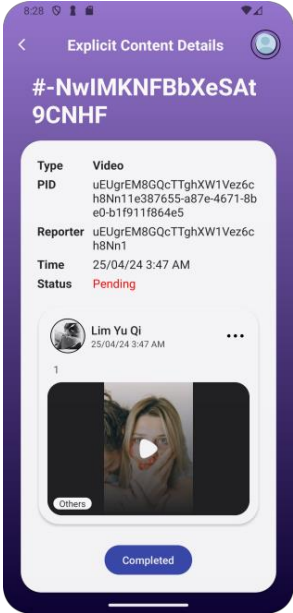 8:28
Explicit Content Details
#-NwIMKNFBbXeSAt
9CNHF
Type Video
PID uEUgrEM8GQcTTghXW1Vez6c
h8Nn11e387655-a87e-4671-8b
e0-b1f911f864e5
Reporter uEUgrEM8GQcTTghXW1Vez6c
h8Nn1
Time 25/04/24 3:47 AM
Status Pending
Lim Yu Qi
25/04/24 3:47 AM
1
Others
Completed